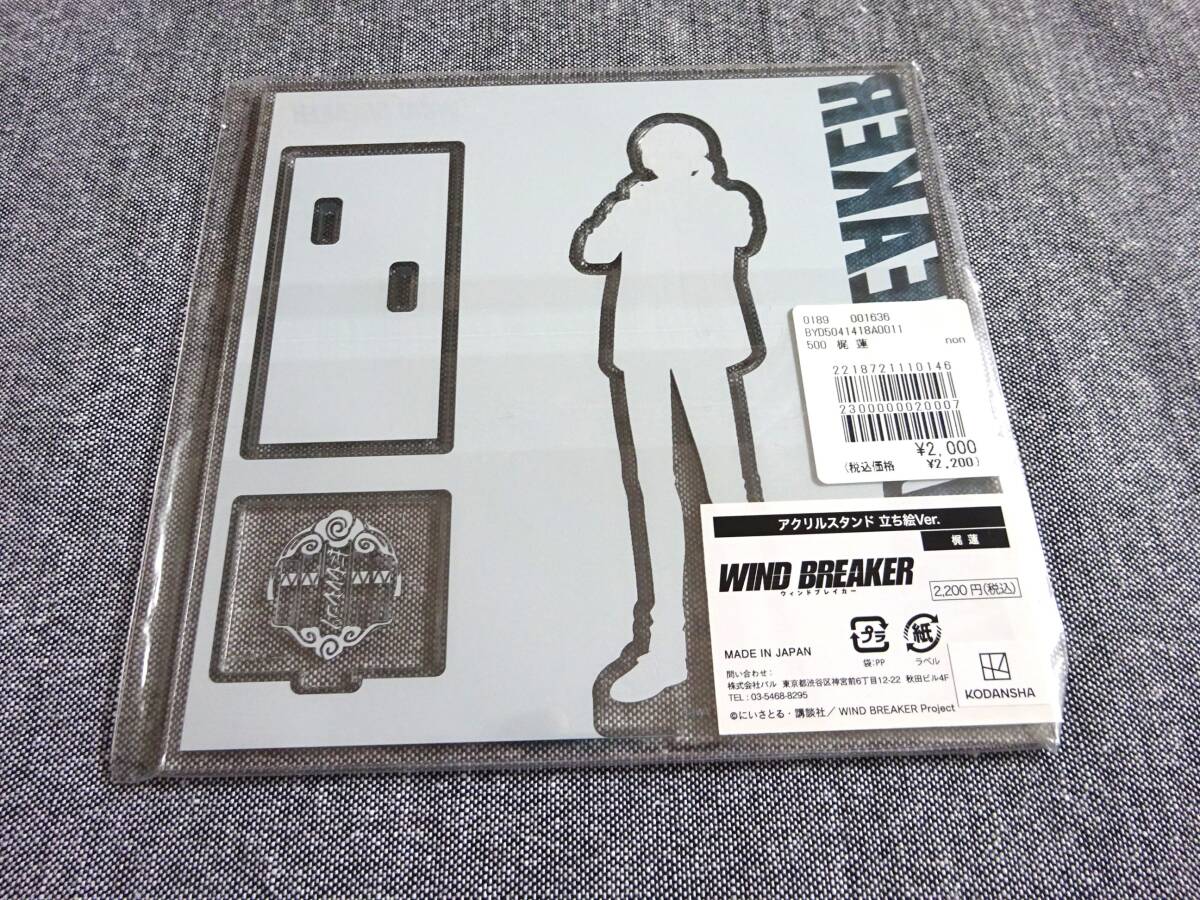 REAKER
0189 001636
BYD5041418A0011
500 梶 蓮 non
2218721110146
2300000020007
¥2,000
(税込価格 ¥2,200)
アクリルスタンド 立ち絵Ver.
梶 蓮
WIND BREAKER
ウィンドブレイカー
2,200円(税込)
プラ
紙
袋:PP
ラベル
MADE IN JAPAN
問い合わせ:
株式会社パル 東京都渋谷区神宮前6丁目12-22 秋田ビル4F
TEL : 03-5468-8295
KODANSHA
©にいさとる・講談社/ WIND BREAKER Project